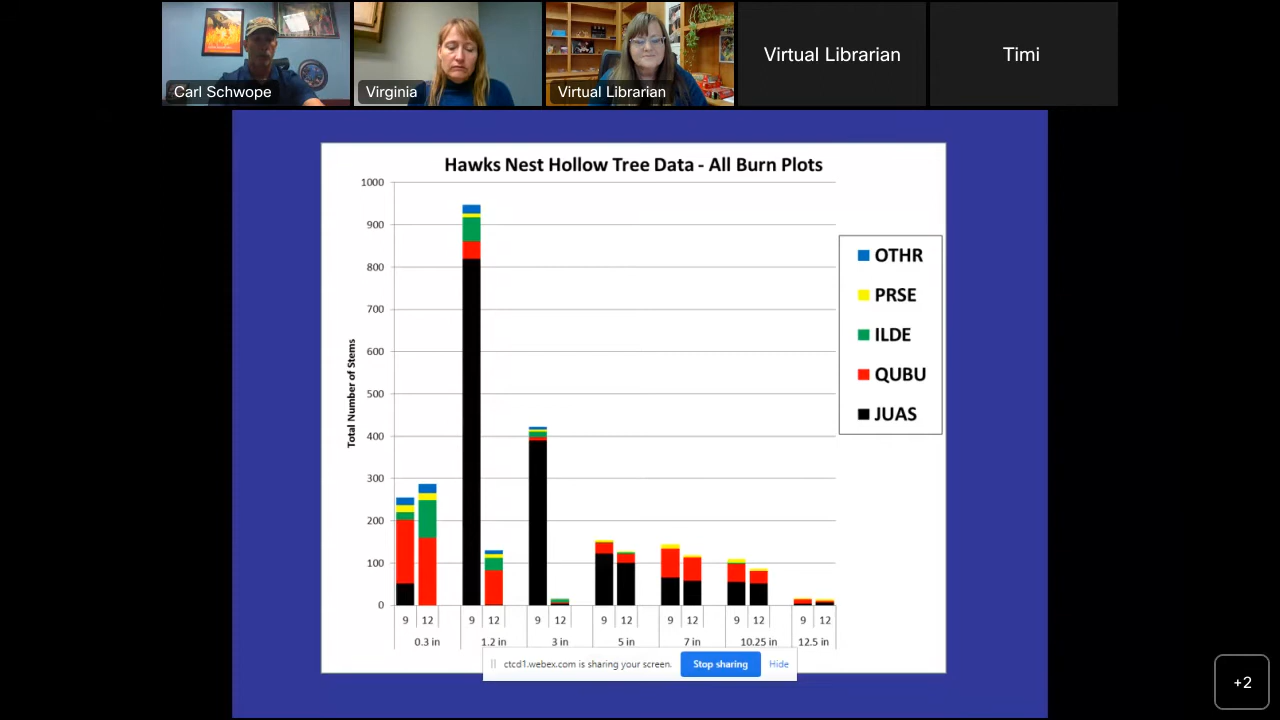 Carl Schwope
Virginia
Virtual Librarian
Virtual Librarian
Timi
Hawks Nest Hollow Tree Data - All Burn Plots
Total Number of Stems
1000
900
800
700
600
500
400
300
200
100
0
9 12 9 12 9 12 9 12 9 12 9 12 9 12
0.3 in 1.2 in 3 in 5 in 7 in 10.25 in 12.5 in
OTHR
PRSE
ILDE
QUBU
JUAS
ctcd1.webex.com is sharing your screen. Stop sharing Hide
+2